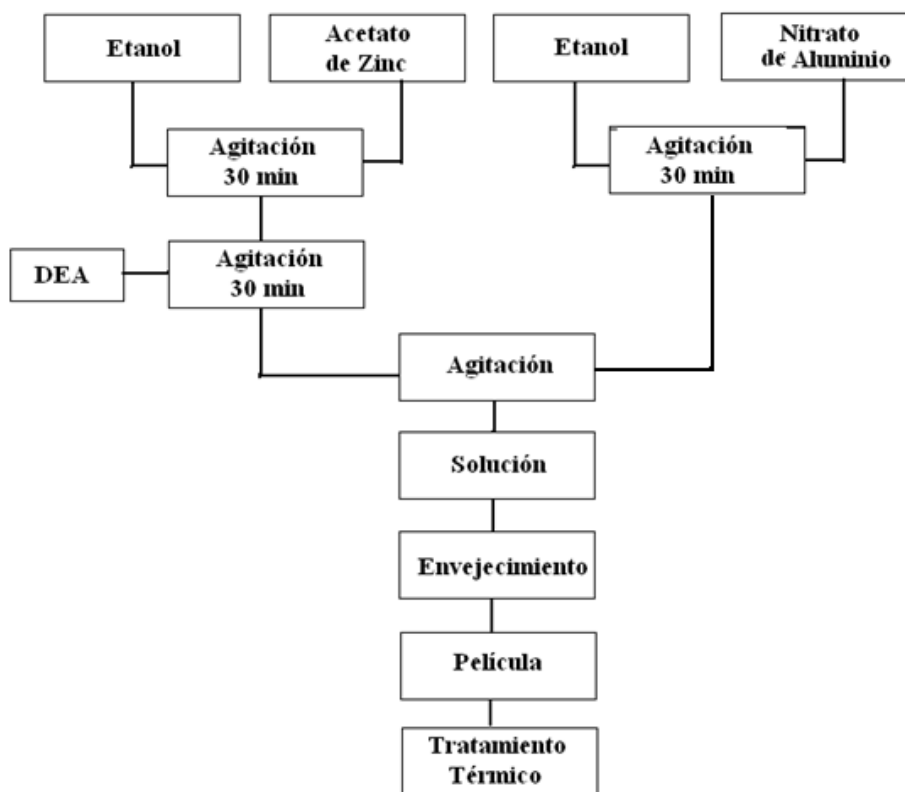 Etanol
Acetato
de Zinc
Etanol
Nitrato
de Aluminio
Agitación
30 min
Agitación
30 min
DEA
Agitación
30 min
Agitación
Solución
Envejecimiento
Película
Tratamiento
Térmico